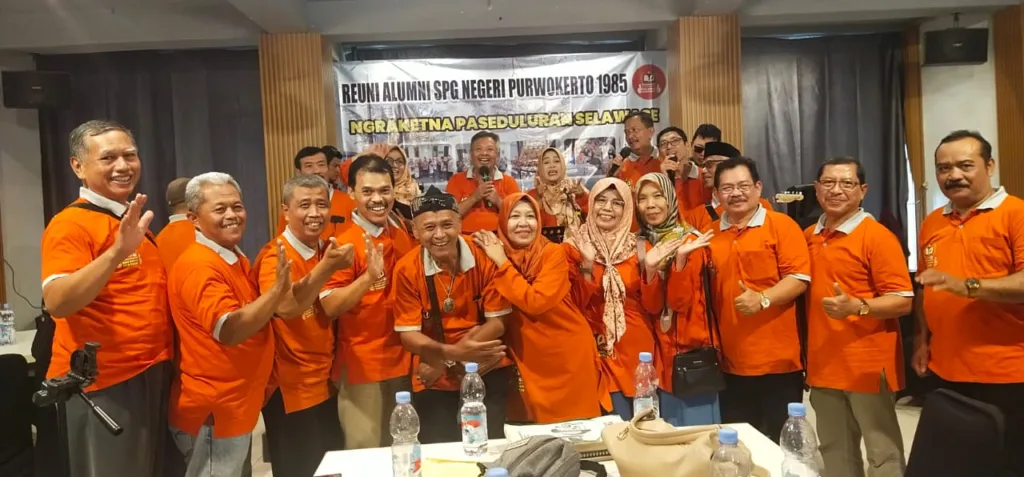 REUNI ALUMNI SPG NEGERI PURWOKERTO 1985
NGRAKETNA PASEDULURAN SELAWASE